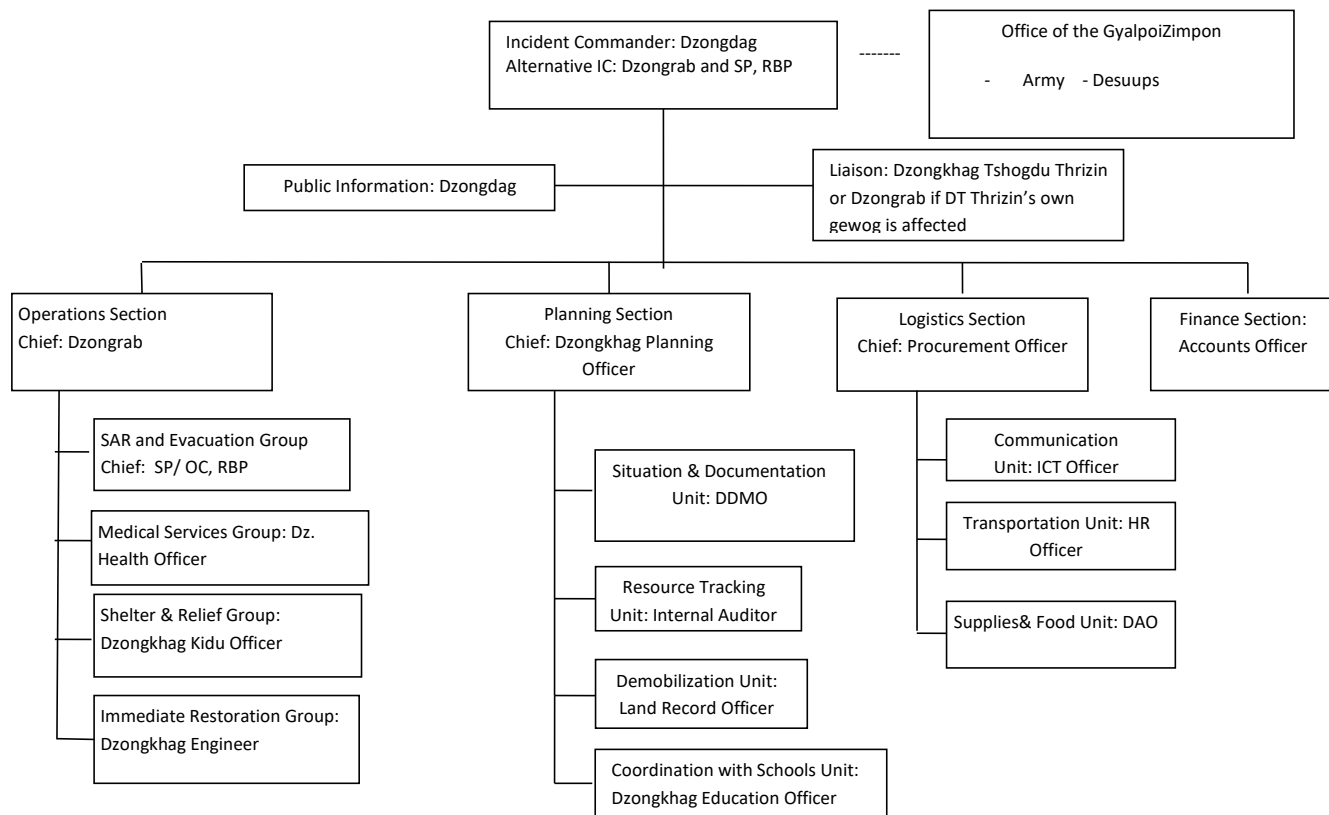 Incident Commander: Dzongdag
Alternative IC: Dzongrab and SP, RBP
-------
Office of the GyalpoiZimpon
- Army - Desuups
Public Information: Dzongdag
Liaison: Dzongkhag Tshogdu Thrizin
or Dzongrab if DT Thrizin’s own
gewog is affected
Operations Section
Chief: Dzongrab
SAR and Evacuation Group
Chief: SP/ OC, RBP
Medical Services Group: Dz.
Health Officer
Shelter & Relief Group:
Dzongkhag Kidu Officer
Immediate Restoration Group:
Dzongkhag Engineer
Planning Section
Chief: Dzongkhag Planning
Officer
Situation & Documentation
Unit: DDMO
Resource Tracking
Unit: Internal Auditor
Demobilization Unit:
Land Record Officer
Coordination with Schools Unit:
Dzongkhag Education Officer
Logistics Section
Chief: Procurement Officer
Communication
Unit: ICT Officer
Transportation Unit: HR
Officer
Supplies& Food Unit: DAO
Finance Section:
Accounts Officer